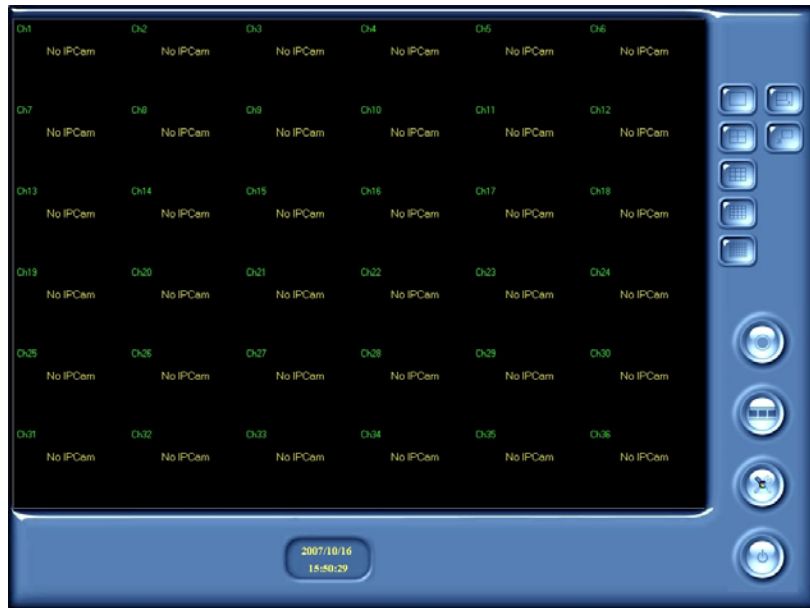 Ch1 Ch2 Ch3 Ch4 Ch5 Ch6
No IPCam No IPCam No IPCam No IPCam No IPCam No IPCam
Ch7 Ch8 Ch9 Ch10 Ch11 Ch12
No IPCam No IPCam No IPCam No IPCam No IPCam No IPCam
Ch13 Ch14 Ch15 Ch16 Ch17 Ch18
No IPCam No IPCam No IPCam No IPCam No IPCam No IPCam
Ch19 Ch20 Ch21 Ch22 Ch23 Ch24
No IPCam No IPCam No IPCam No IPCam No IPCam No IPCam
Ch25 Ch26 Ch27 Ch28 Ch29 Ch30
No IPCam No IPCam No IPCam No IPCam No IPCam No IPCam
Ch31 Ch32 Ch33 Ch34 Ch35 Ch36
No IPCam No IPCam No IPCam No IPCam No IPCam No IPCam
2007/10/16
15:50:29